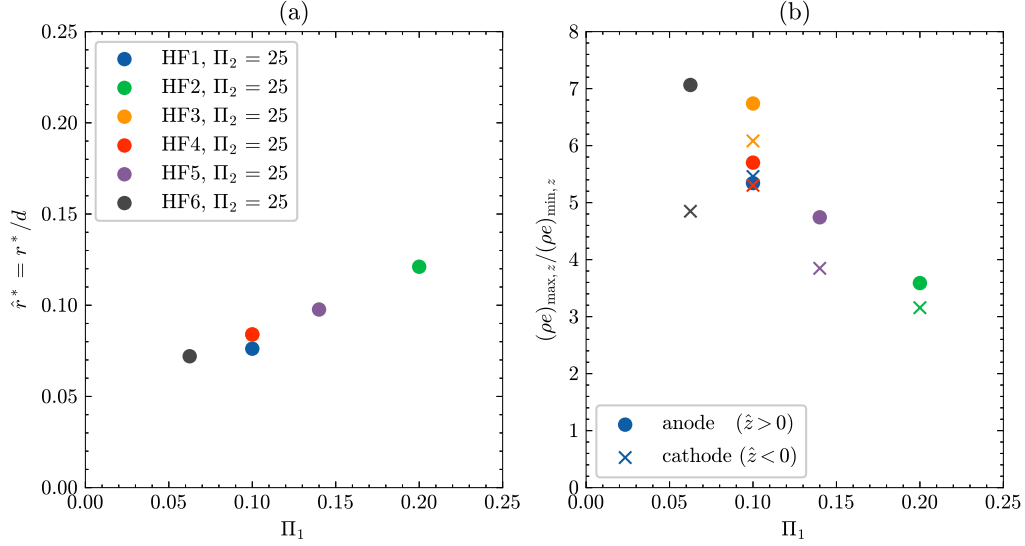 (a)
0.25
0.20
0.15
0.10
0.05
0.00
r̂* = r*/d
HF1, Π₂ = 25
HF2, Π₂ = 25
HF3, Π₂ = 25
HF4, Π₂ = 25
HF5, Π₂ = 25
HF6, Π₂ = 25
0.00 0.05 0.10 0.15 0.20 0.25
Π₁
(b)
8
7
6
5
4
3
2
1
0
(ρe)max, z/(ρe)min, z
anode (ẑ > 0)
cathode (ẑ < 0)
0.00 0.05 0.10 0.15 0.20 0.25
Π₁